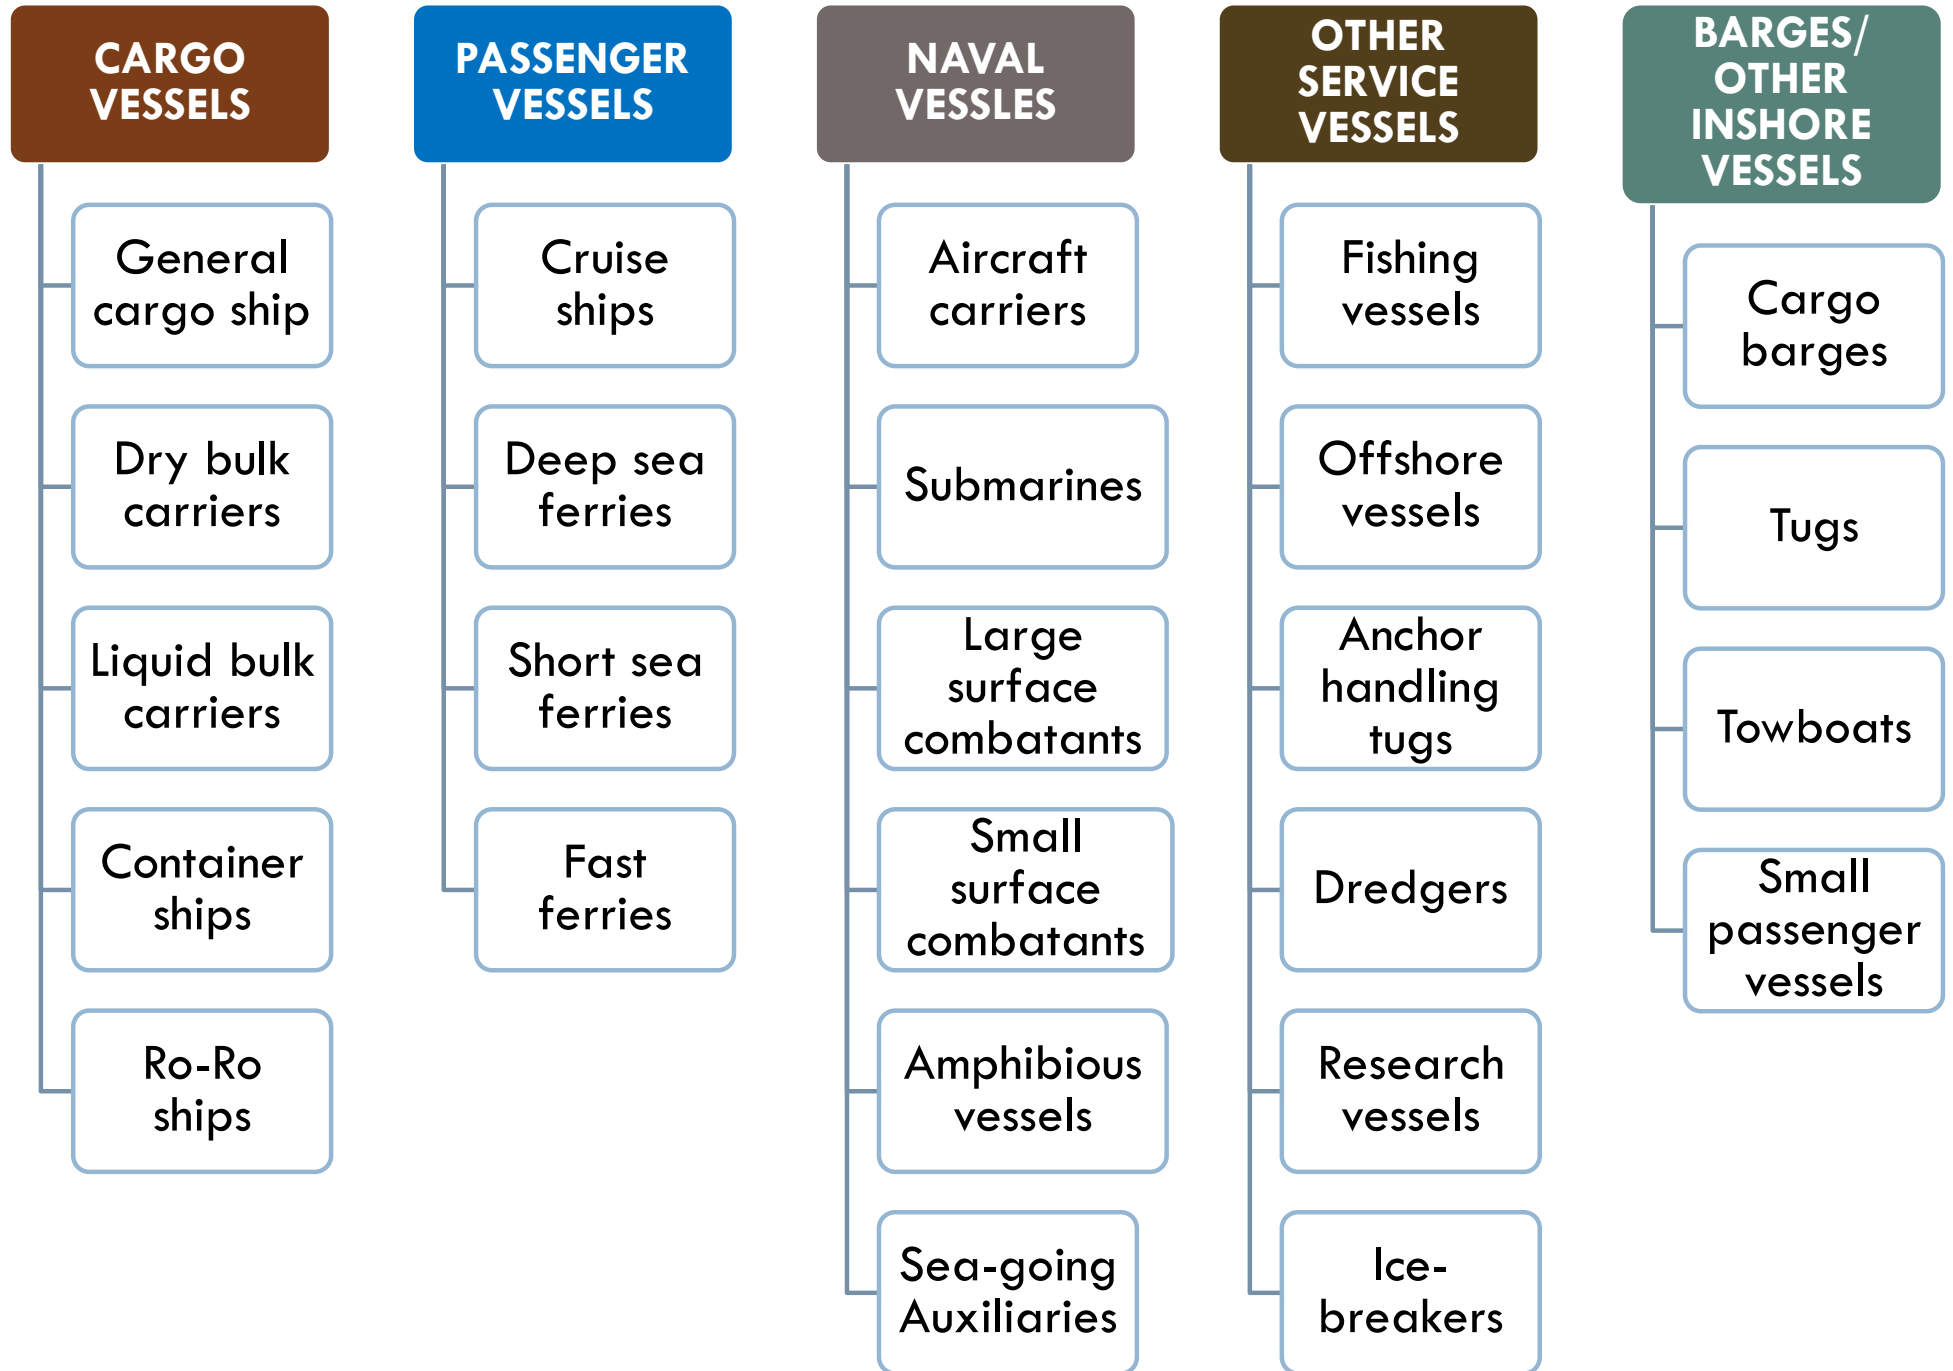 CARGO
VESSELS
General
cargo ship
Dry bulk
carriers
Liquid bulk
carriers
Container
ships
Ro-Ro
ships
PASSENGER
VESSELS
Cruise
ships
Deep sea
ferries
Short sea
ferries
Fast
ferries
NAVAL
VESSLES
Aircraft
carriers
Submarines
Large
surface
combatants
Small
surface
combatants
Amphibious
vessels
Sea-going
Auxiliaries
OTHER
SERVICE
VESSELS
Fishing
vessels
Offshore
vessels
Anchor
handling
tugs
Dredgers
Research
vessels
Ice-
breakers
BARGES/
OTHER
INSHORE
VESSELS
Cargo
barges
Tugs
Towboats
Small
passenger
vessels